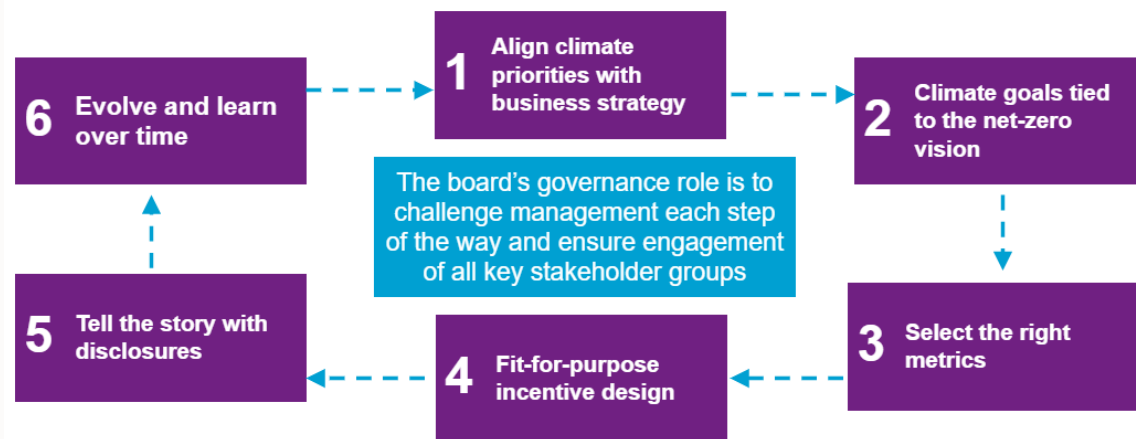 1
Align climate
priorities with
business strategy
2
Climate goals tied
to the net-zero
vision
3
Select the right
metrics
4
Fit-for-purpose
incentive design
5
Tell the story with
disclosures
6
Evolve and learn
over time
The board’s governance role is to
challenge management each step
of the way and ensure engagement
of all key stakeholder groups